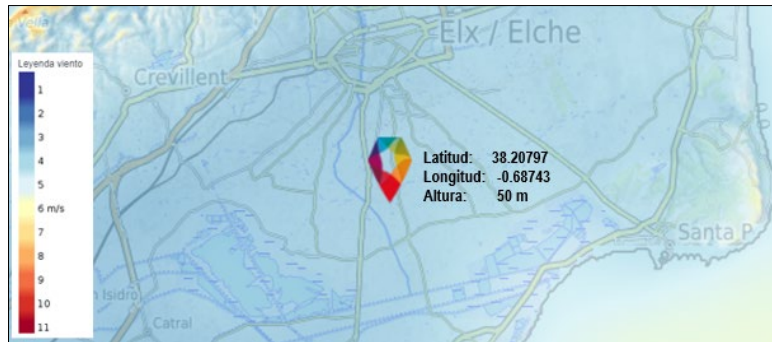 Elx / Elche
Leyenda viento
Crevillent
1
2
3
4
5
6 m/s
7
8
9
10
11
Latitud: 38.20797
Longitud: -0.68743
Altura: 50 m
Santa P
n Isidro
Catral